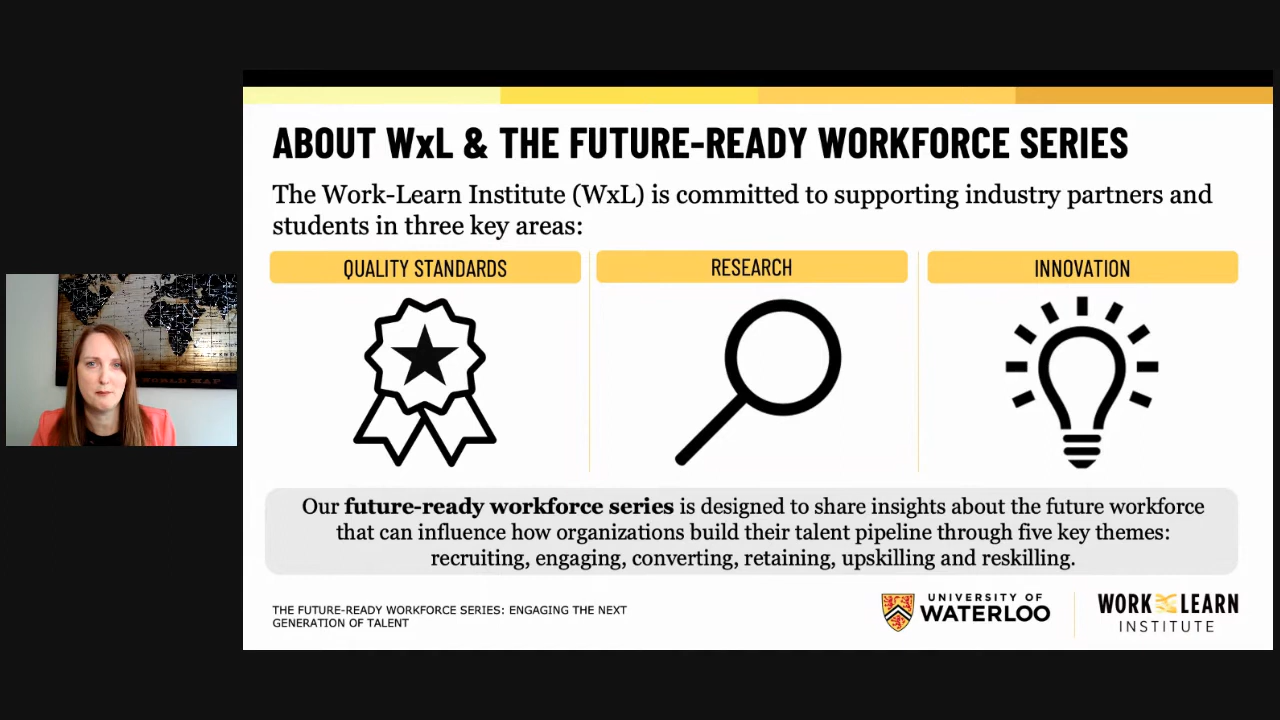 ABOUT WxL & THE FUTURE-READY WORKFORCE SERIES
The Work-Learn Institute (WxL) is committed to supporting industry partners and
students in three key areas:
QUALITY STANDARDS
RESEARCH
INNOVATION
Our future-ready workforce series is designed to share insights about the future workforce
that can influence how organizations build their talent pipeline through five key themes:
recruiting, engaging, converting, retaining, upskilling and reskilling.
THE FUTURE-READY WORKFORCE SERIES: ENGAGING THE NEXT
GENERATION OF TALENT
UNIVERSITY OF
WATERLOO
WORK LEARN
INSTITUTE
WORLD MAP